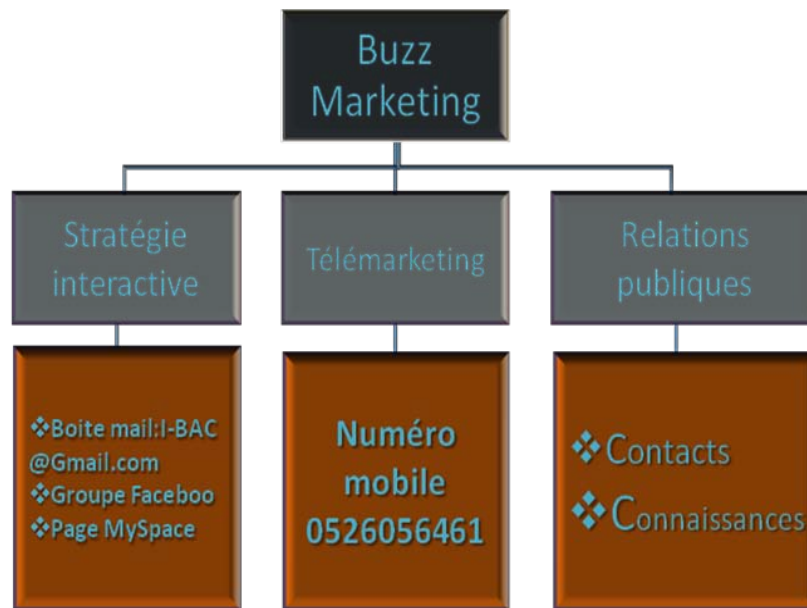 Buzz
Marketing
Stratégie
interactive
Télémarketing
Relations
publiques
❖Boite mail:I-BAC
@Gmail.com
❖Groupe Faceboo
❖Page MySpace
Numéro
mobile
0526056461
❖Contacts
❖Connaissances